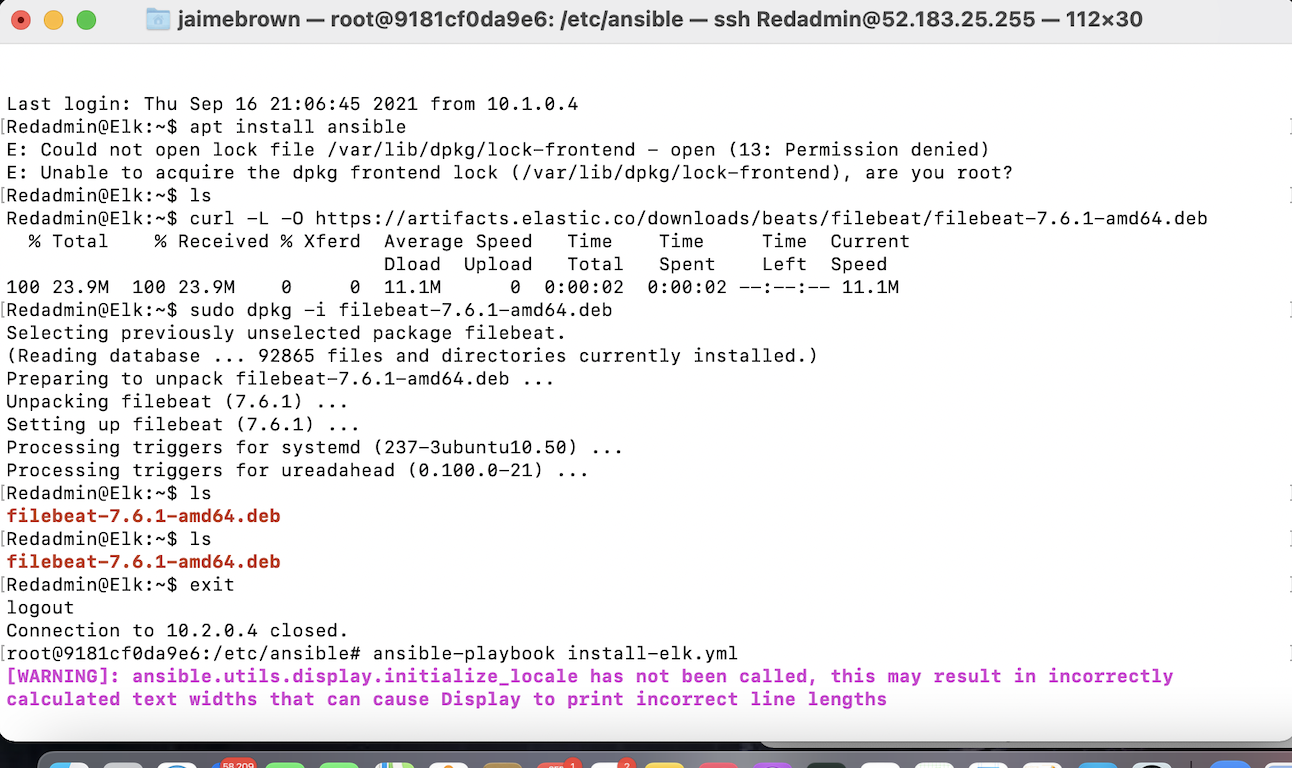 jaimebrown — root@9181cf0da9e6: /etc/ansible — ssh Redadmin@52.183.25.255 — 112×30
Last login: Thu Sep 16 21:06:45 2021 from 10.1.0.4
[Redadmin@Elk:~$ apt install ansible ]
E: Could not open lock file /var/lib/dpkg/lock-frontend - open (13: Permission denied)
E: Unable to acquire the dpkg frontend lock (/var/lib/dpkg/lock-frontend), are you root?
[Redadmin@Elk:~$ ls ]
Redadmin@Elk:~$ curl -L -O https://artifacts.elastic.co/downloads/beats/filebeat/filebeat-7.6.1-amd64.deb
% Total % Received % Xferd Average Speed Time Time Time Current
Dload Upload Total Spent Left Speed
100 23.9M 100 23.9M 0 0 11.1M 0 0:00:02 0:00:02 --:--:-- 11.1M
[Redadmin@Elk:~$ sudo dpkg -i filebeat-7.6.1-amd64.deb ]
Selecting previously unselected package filebeat.
(Reading database ... 92865 files and directories currently installed.)
Preparing to unpack filebeat-7.6.1-amd64.deb ...
Unpacking filebeat (7.6.1) ...
Setting up filebeat (7.6.1) ...
Processing triggers for systemd (237-3ubuntu10.50) ...
Processing triggers for ureadahead (0.100.0-21) ...
[Redadmin@Elk:~$ ls ]
filebeat-7.6.1-amd64.deb
[Redadmin@Elk:~$ ls ]
filebeat-7.6.1-amd64.deb
[Redadmin@Elk:~$ exit ]
logout
Connection to 10.2.0.4 closed.
[root@9181cf0da9e6:/etc/ansible# ansible-playbook install-elk.yml ]
[WARNING]: ansible.utils.display.initialize_locale has not been called, this may result in incorrectly
calculated text widths that can cause Display to print incorrect line lengths
58,209
1
2